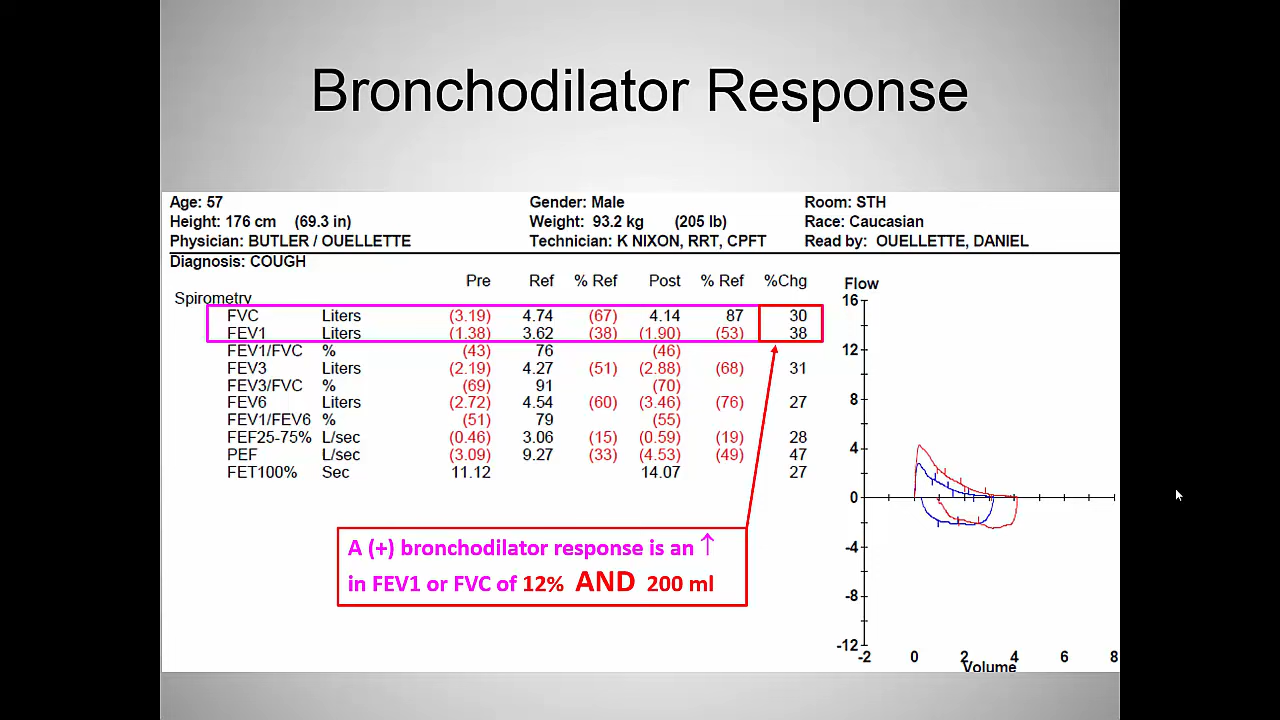 Bronchodilator Response
Age: 57 Gender: Male Room: STH
Height: 176 cm (69.3 in) Weight: 93.2 kg (205 lb) Race: Caucasian
Physician: BUTLER / OUELLETTE Technician: K NIXON, RRT, CPFT Read by: OUELLETTE, DANIEL
Diagnosis: COUGH
Pre Ref % Ref Post % Ref %Chg
Spirometry
FVC Liters (3.19) 4.74 (67) 4.14 87 30
FEV1 Liters (1.38) 3.62 (38) (1.90) (53) 38
FEV1/FVC % (43) 76 (46)
FEV3 Liters (2.19) 4.27 (51) (2.88) (68) 31
FEV3/FVC % (69) 91 (70)
FEV6 Liters (2.72) 4.54 (60) (3.46) (76) 27
FEV1/FEV6 % (51) 79 (55)
FEF25-75% L/sec (0.46) 3.06 (15) (0.59) (19) 28
PEF L/sec (3.09) 9.27 (33) (4.53) (49) 47
FET100% Sec 11.12 14.07 27
A (+) bronchodilator response is an ↑
in FEV1 or FVC of 12% AND 200 ml
Flow
16
12
8
4
0
-4
-8
-12
-2 0 2 4 6 8
Volume